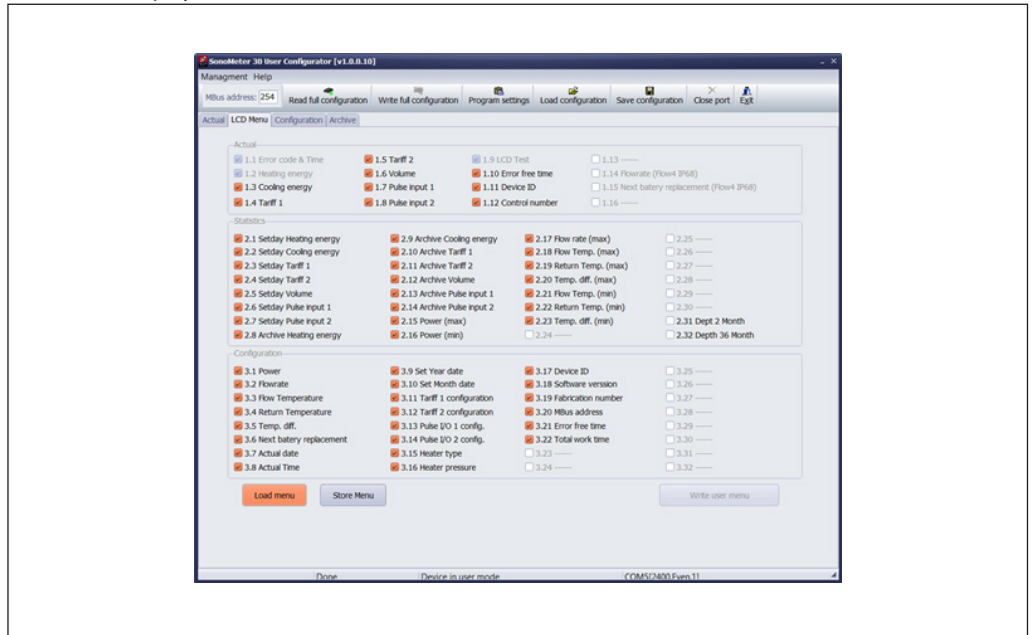 SonoMeter 30 User Configurator [v1.0.0.10]
Managment Help
MBus address: 254 Read full configuration Write full configuration Program settings Load configuration Save configuration Close port Exit
Actual LCD Menu Configuration Archive
Actual
1.1 Error code & Time 1.5 Tariff 2 1.9 LCD Test 1.13 -----
1.2 Heating energy 1.6 Volume 1.10 Error free time 1.14 Flowrate (Flow4 IP68)
1.3 Cooling energy 1.7 Pulse input 1 1.11 Device ID 1.15 Next batery replacement (Flow4 IP68)
1.4 Tariff 1 1.8 Pulse input 2 1.12 Control number 1.16 -----
Statistics
2.1 Setday Heating energy 2.9 Archive Cooling energy 2.17 Flow rate (max) 2.25 -----
2.2 Setday Cooling energy 2.10 Archive Tariff 1 2.18 Flow Temp. (max) 2.26 -----
2.3 Setday Tariff 1 2.11 Archive Tariff 2 2.19 Return Temp. (max) 2.27 -----
2.4 Setday Tariff 2 2.12 Archive Volume 2.20 Temp. diff. (max) 2.28 -----
2.5 Setday Volume 2.13 Archive Pulse input 1 2.21 Flow Temp. (min) 2.29 -----
2.6 Setday Pulse input 1 2.14 Archive Pulse input 2 2.22 Return Temp. (min) 2.30 -----
2.7 Setday Pulse input 2 2.15 Power (max) 2.23 Temp. diff. (min) 2.31 Dept 2 Month
2.8 Archive Heating energy 2.16 Power (min) 2.24 ----- 2.32 Depth 36 Month
Configuration
3.1 Power 3.9 Set Year date 3.17 Device ID 3.25 -----
3.2 Flowrate 3.10 Set Month date 3.18 Software verssion 3.26 -----
3.3 Flow Temperature 3.11 Tariff 1 configuration 3.19 Fabrication number 3.27 -----
3.4 Return Temperature 3.12 Tariff 2 configuration 3.20 MBus address 3.28 -----
3.5 Temp. diff. 3.13 Pulse I/O 1 config. 3.21 Error free time 3.29 -----
3.6 Next batery replacement 3.14 Pulse I/O 2 config. 3.22 Total work time 3.30 -----
3.7 Actual date 3.15 Heater type 3.23 ----- 3.31 -----
3.8 Actual Time 3.16 Heater pressure 3.24 ----- 3.32 -----
Load menu Store Menu Write user menu
Done Device in user mode COM5[2400,Even,1]